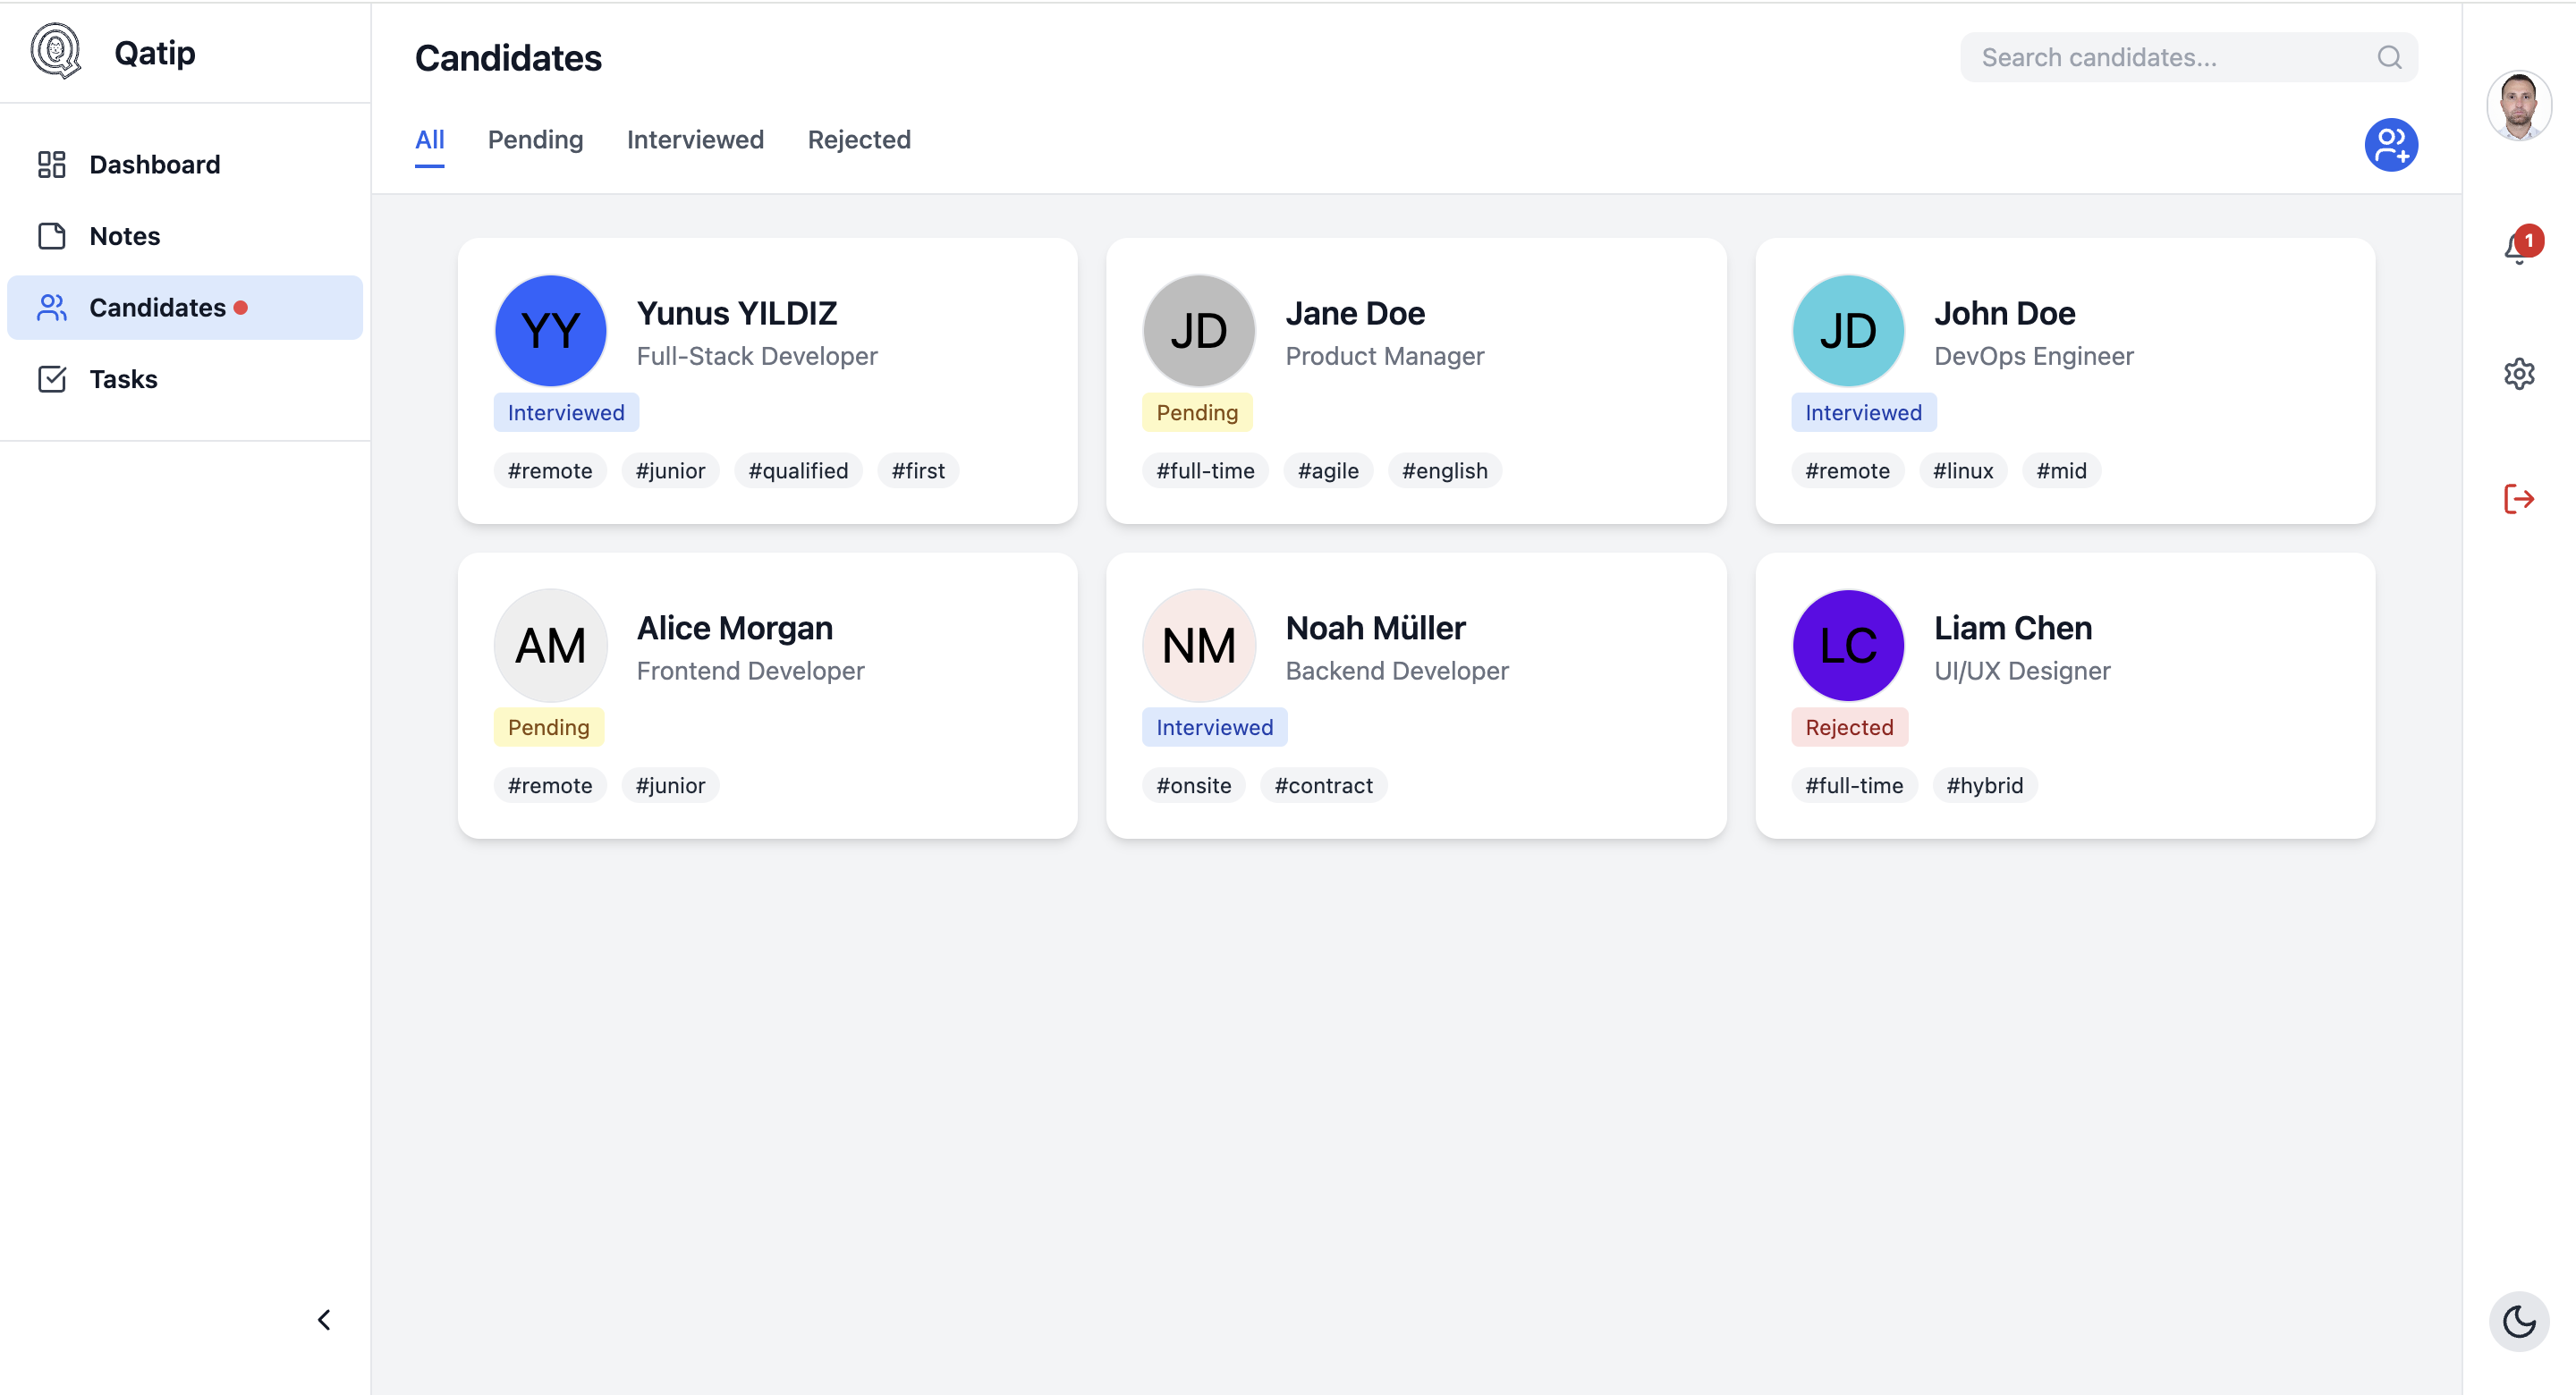 Qatip
Dashboard
Notes
Candidates
Tasks
Candidates
Search candidates...
All Pending Interviewed Rejected
1
YY
Yunus YILDIZ
Full-Stack Developer
Interviewed
#remote #junior #qualified #first
JD
Jane Doe
Product Manager
Pending
#full-time #agile #english
JD
John Doe
DevOps Engineer
Interviewed
#remote #linux #mid
AM
Alice Morgan
Frontend Developer
Pending
#remote #junior
NM
Noah Müller
Backend Developer
Interviewed
#onsite #contract
LC
Liam Chen
UI/UX Designer
Rejected
#full-time #hybrid